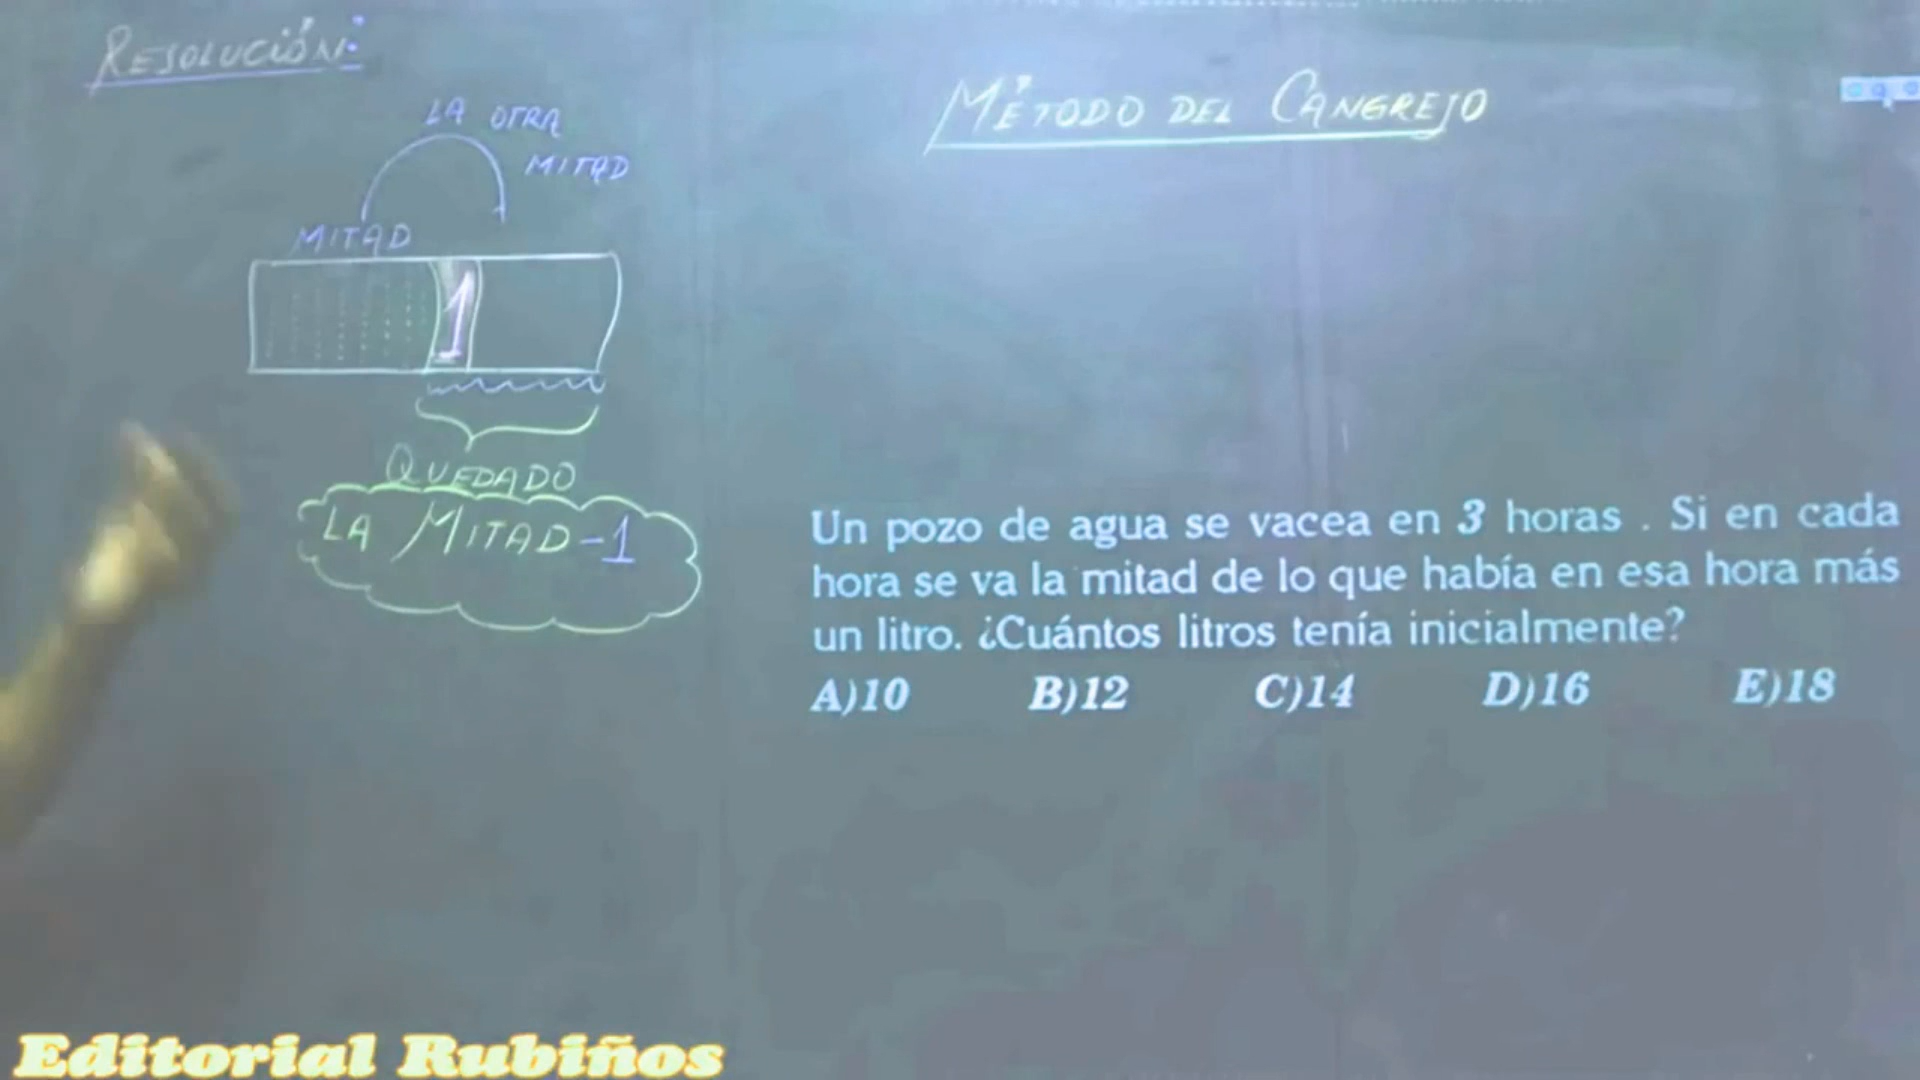 RESOLUCIÓN:
LA OTRA
MITAD
MITAD
1
QUEDADO
LA MITAD-1
MÉTODO DEL CANGREJO
Un pozo de agua se vacea en 3 horas . Si en cada
hora se va la mitad de lo que había en esa hora más
un litro. ¿Cuántos litros tenía inicialmente?
A)10 B)12 C)14 D)16 E)18
Editorial Rubiños